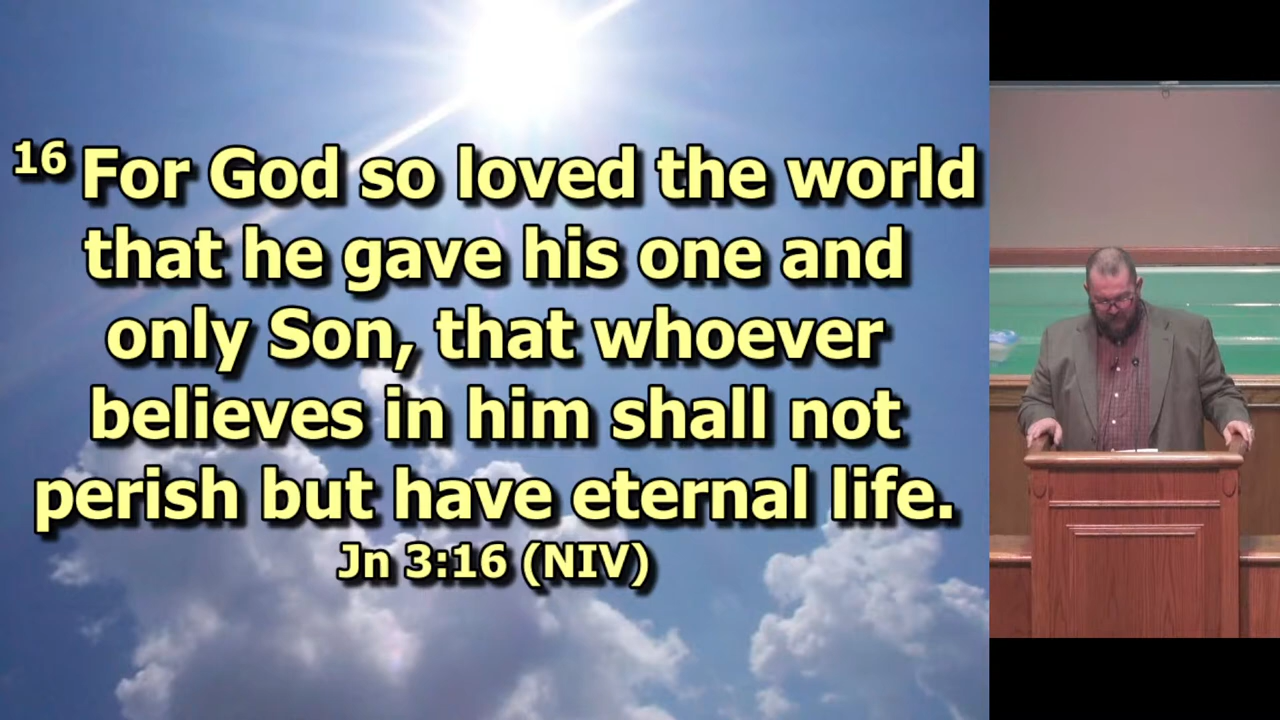 16 For God so loved the world
that he gave his one and
only Son, that whoever
believes in him shall not
perish but have eternal life.
Jn 3:16 (NIV)